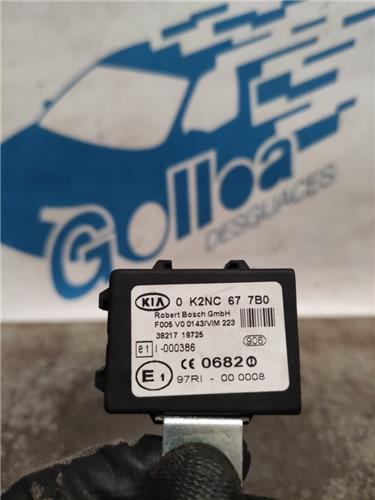 Golloa
DESGUACES
KIA 0 K2NC 67 7B0
Robert Bosch GmbH
F005 V0 0143/VIM 223
38217 18725
e1 I-000386
906
CE 0682
E1 97RI - 00 0008